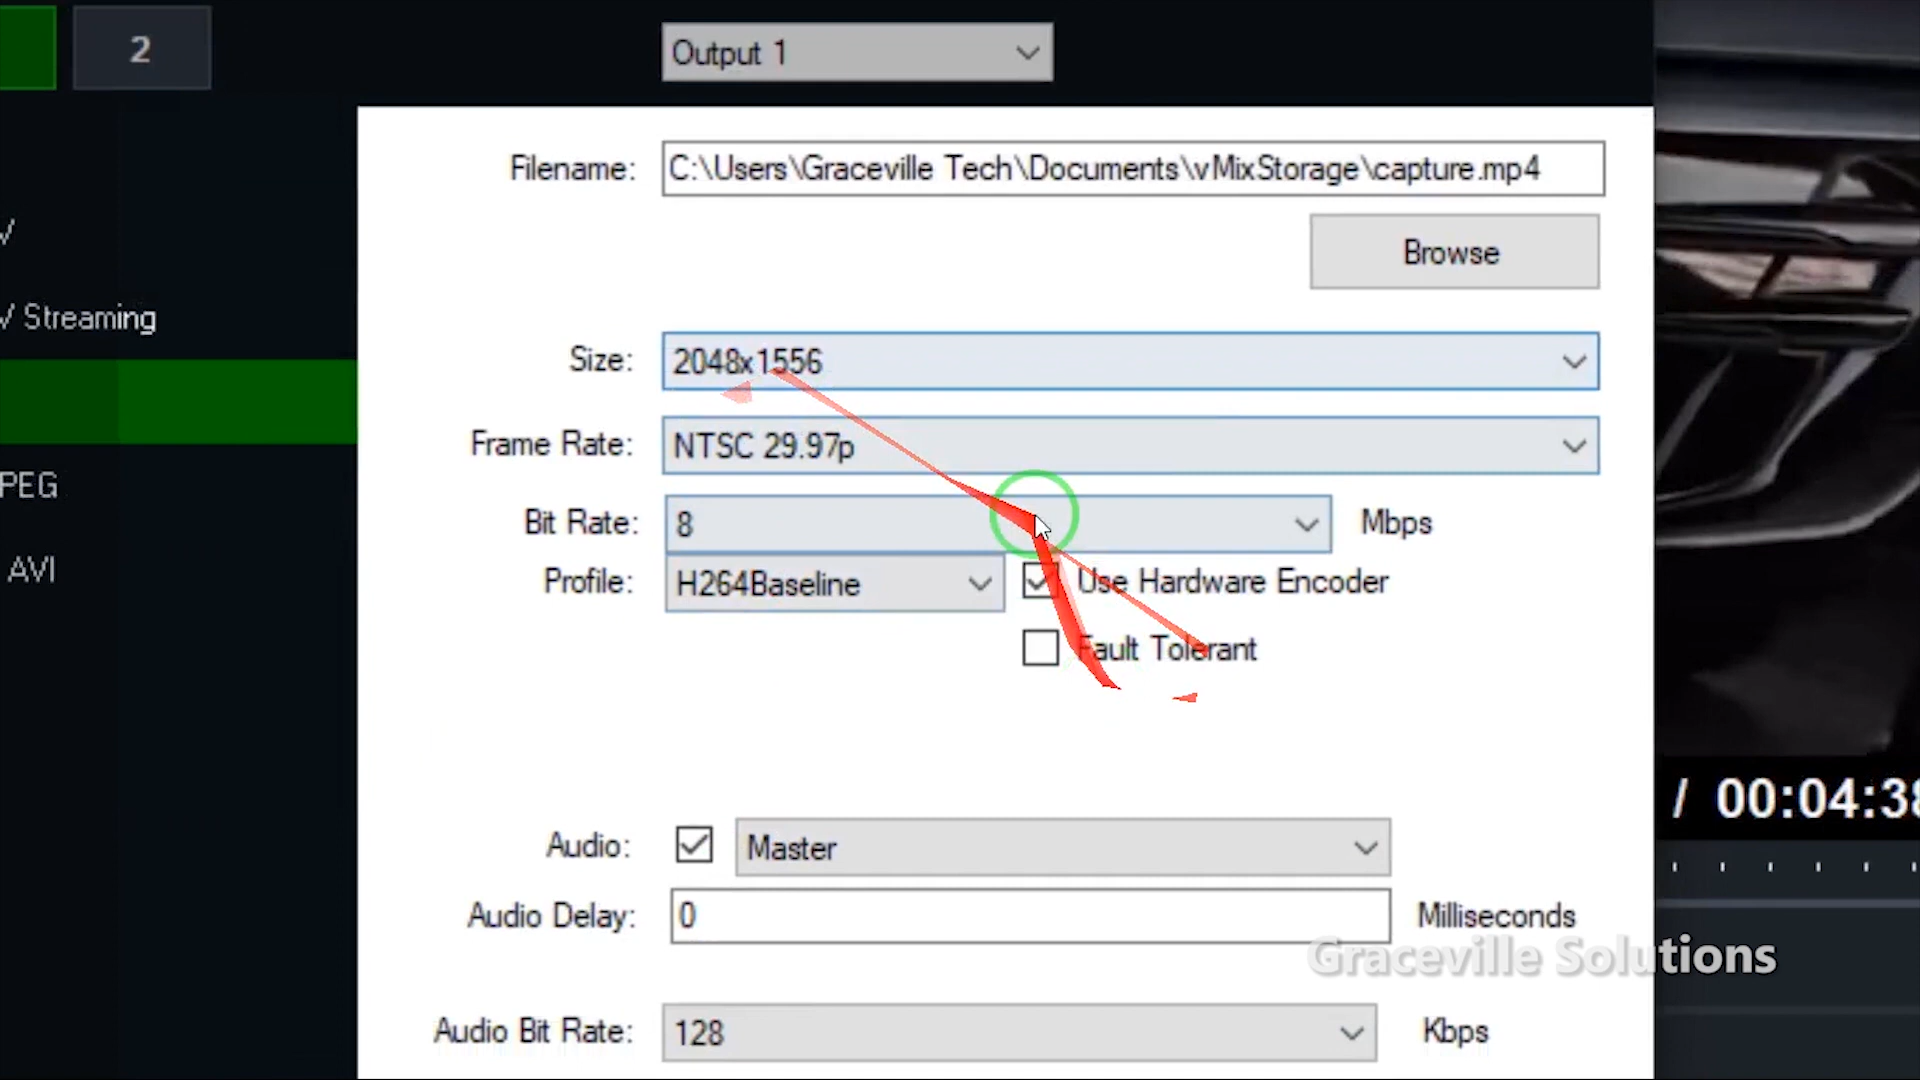 2
Output 1
Filename: C:\Users\Graceville Tech\Documents\vMixStorage\capture.mp4
Browse
Streaming
Size: 2048x1556
Frame Rate: NTSC 29.97p
PEG
Bit Rate: 8 Mbps
AVI
Profile: H264Baseline Use Hardware Encoder
Fault Tolerant
/ 00:04:38
Audio: Master
Audio Delay: 0 Milliseconds
Graceville Solutions
Audio Bit Rate: 128 Kbps